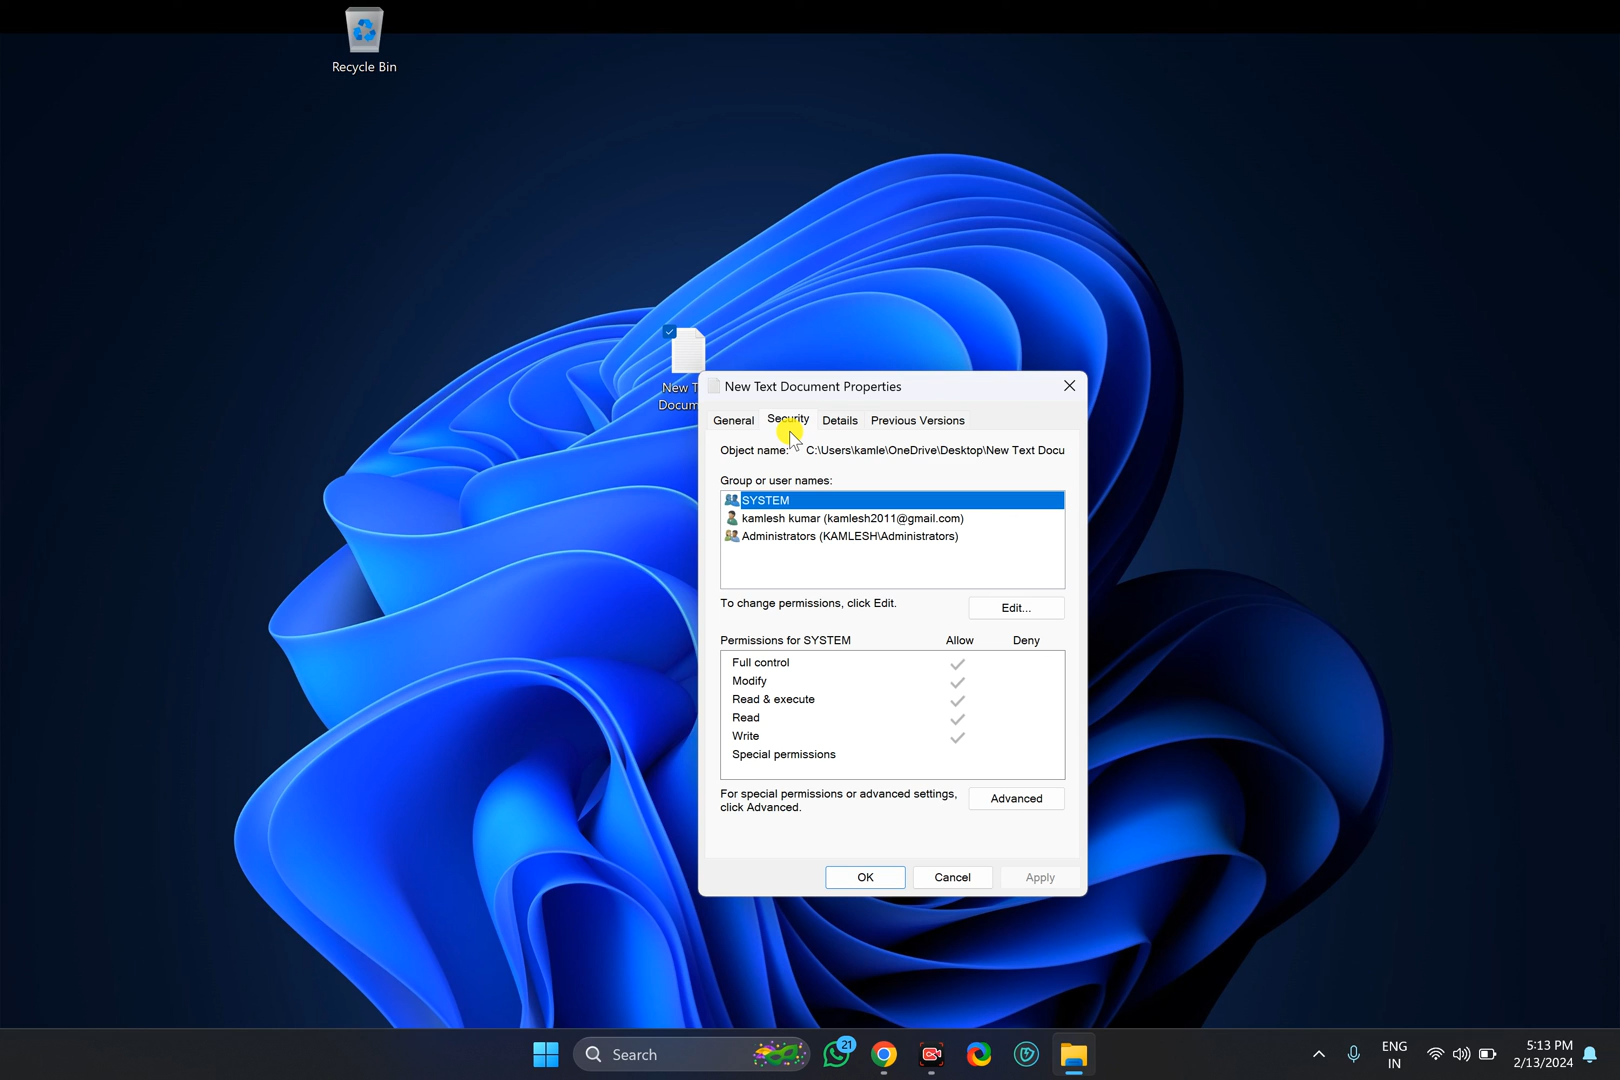 Recycle Bin
New T
Docum
New Text Document Properties
General Security Details Previous Versions
Object name: C:\Users\kamle\OneDrive\Desktop\New Text Docu
Group or user names:
SYSTEM
kamlesh kumar (kamlesh2011@gmail.com)
Administrators (KAMLESH\Administrators)
To change permissions, click Edit.
Edit...
Permissions for SYSTEM Allow Deny
Full control
Modify
Read & execute
Read
Write
Special permissions
For special permissions or advanced settings,
click Advanced.
Advanced
OK Cancel Apply
Search
21
ENG
IN
5:13 PM
2/13/2024